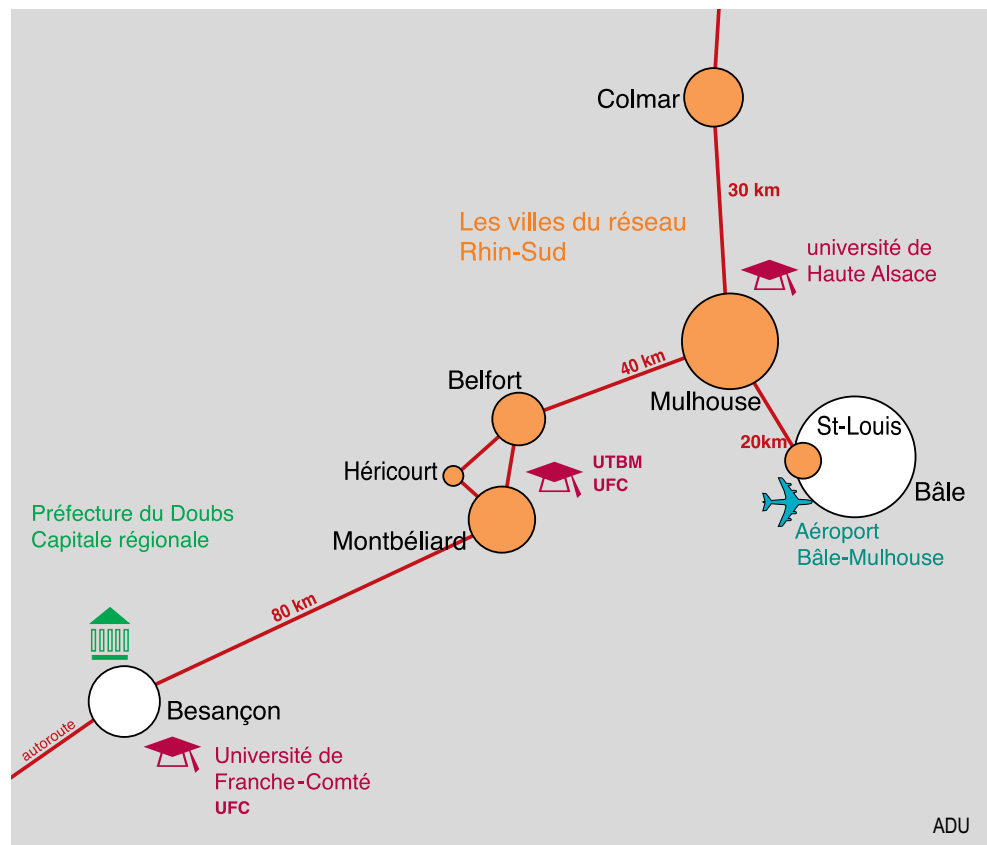 Colmar
30 km
Les villes du réseau
Rhin-Sud
université de
Haute Alsace
40 km
Belfort
Mulhouse
St-Louis
20km
Héricourt
UTBM
UFC
Bâle
Préfecture du Doubs
Capitale régionale
Montbéliard
Aéroport
Bâle-Mulhouse
80 km
Besançon
autoroute
Université de
Franche-Comté
UFC
ADU